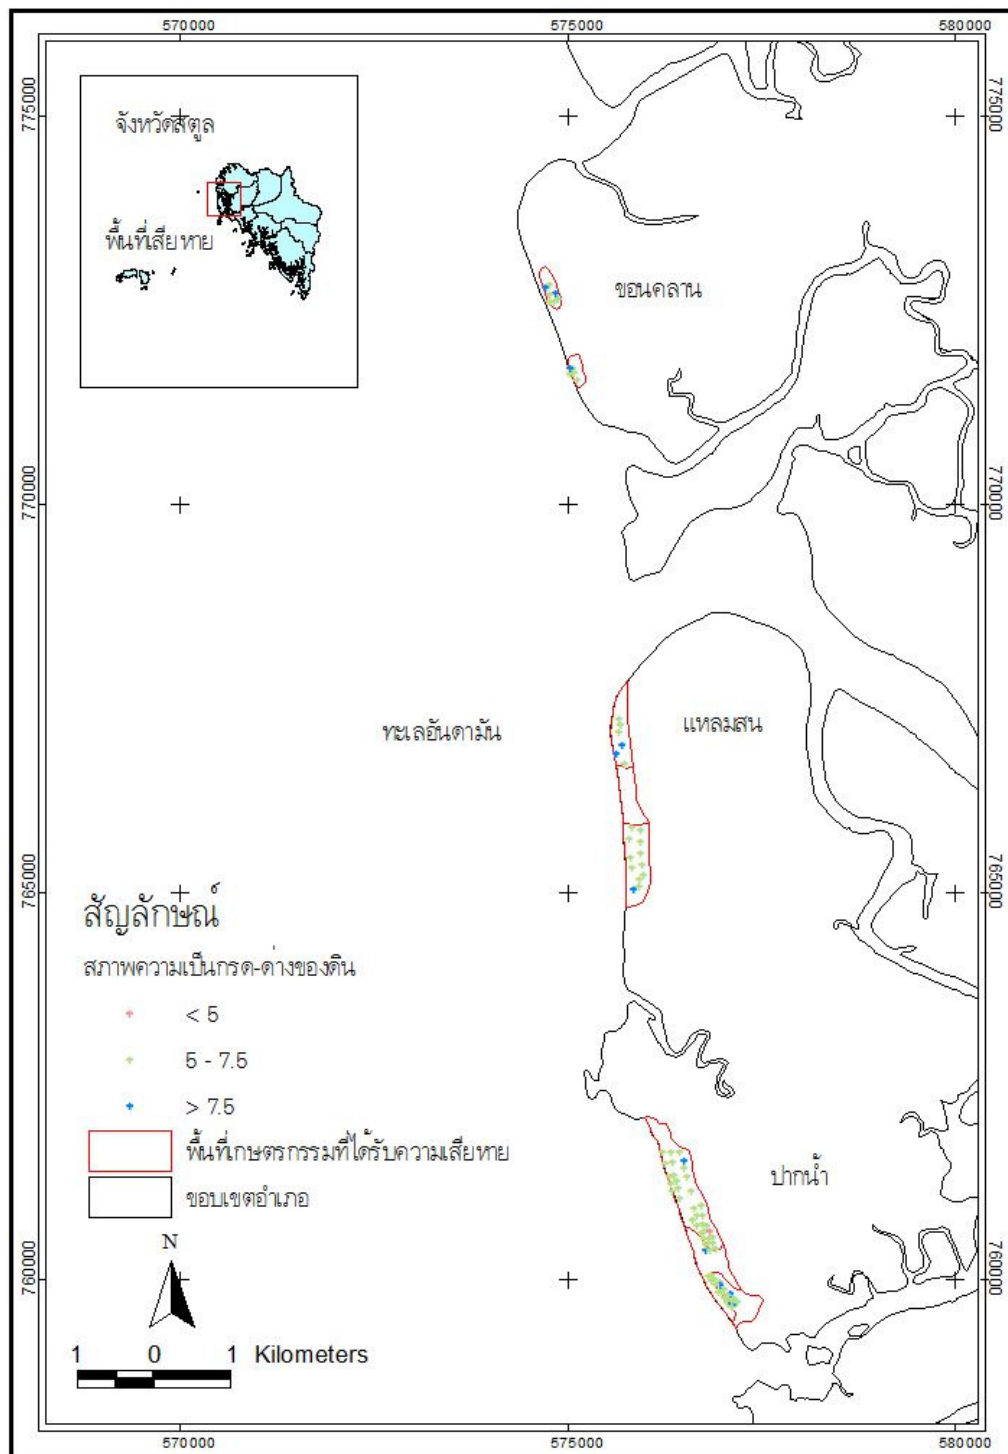 570000
575000
580000
775000
775000
จังหวัดสตูล
พื้นที่เสียหาย
ขอนคลาน
770000
770000
ทะเลอันดามัน
แหลมสน
765000
765000
สัญลักษณ์
สภาพความเป็นกรด-ด่างของดิน
< 5
5 - 7.5
> 7.5
พื้นที่เกษตรกรรมที่ได้รับความเสียหาย
ขอบเขตอำเภอ
ปากน้ำ
N
760000
760000
1 0 1 Kilometers
570000
575000
580000